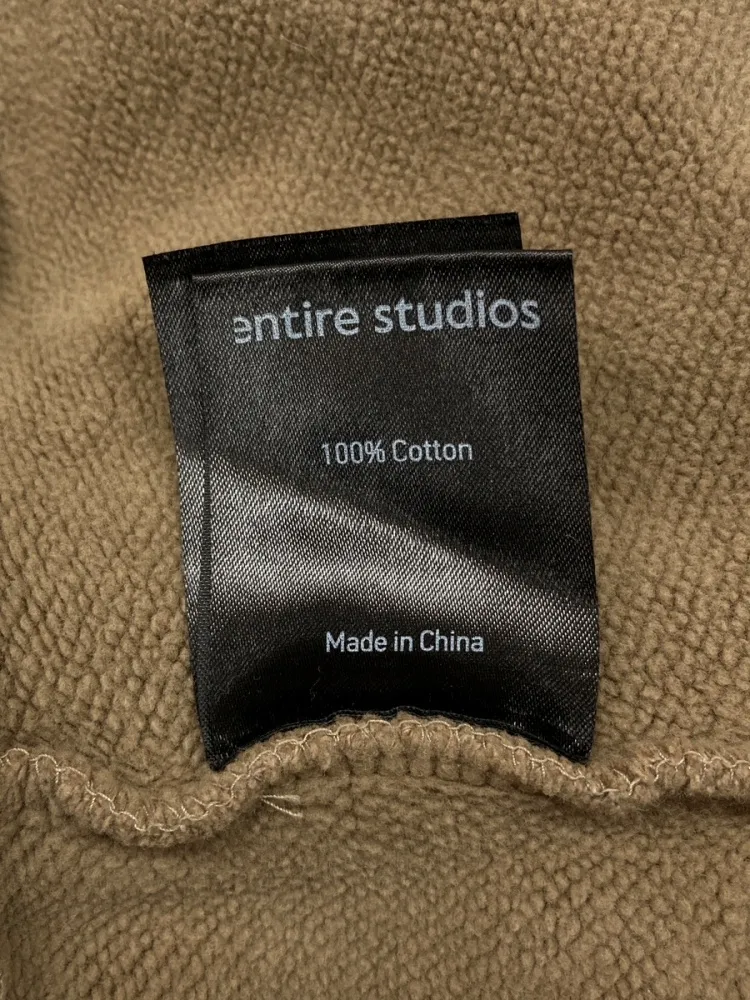 entire studios
100% Cotton
Made in China